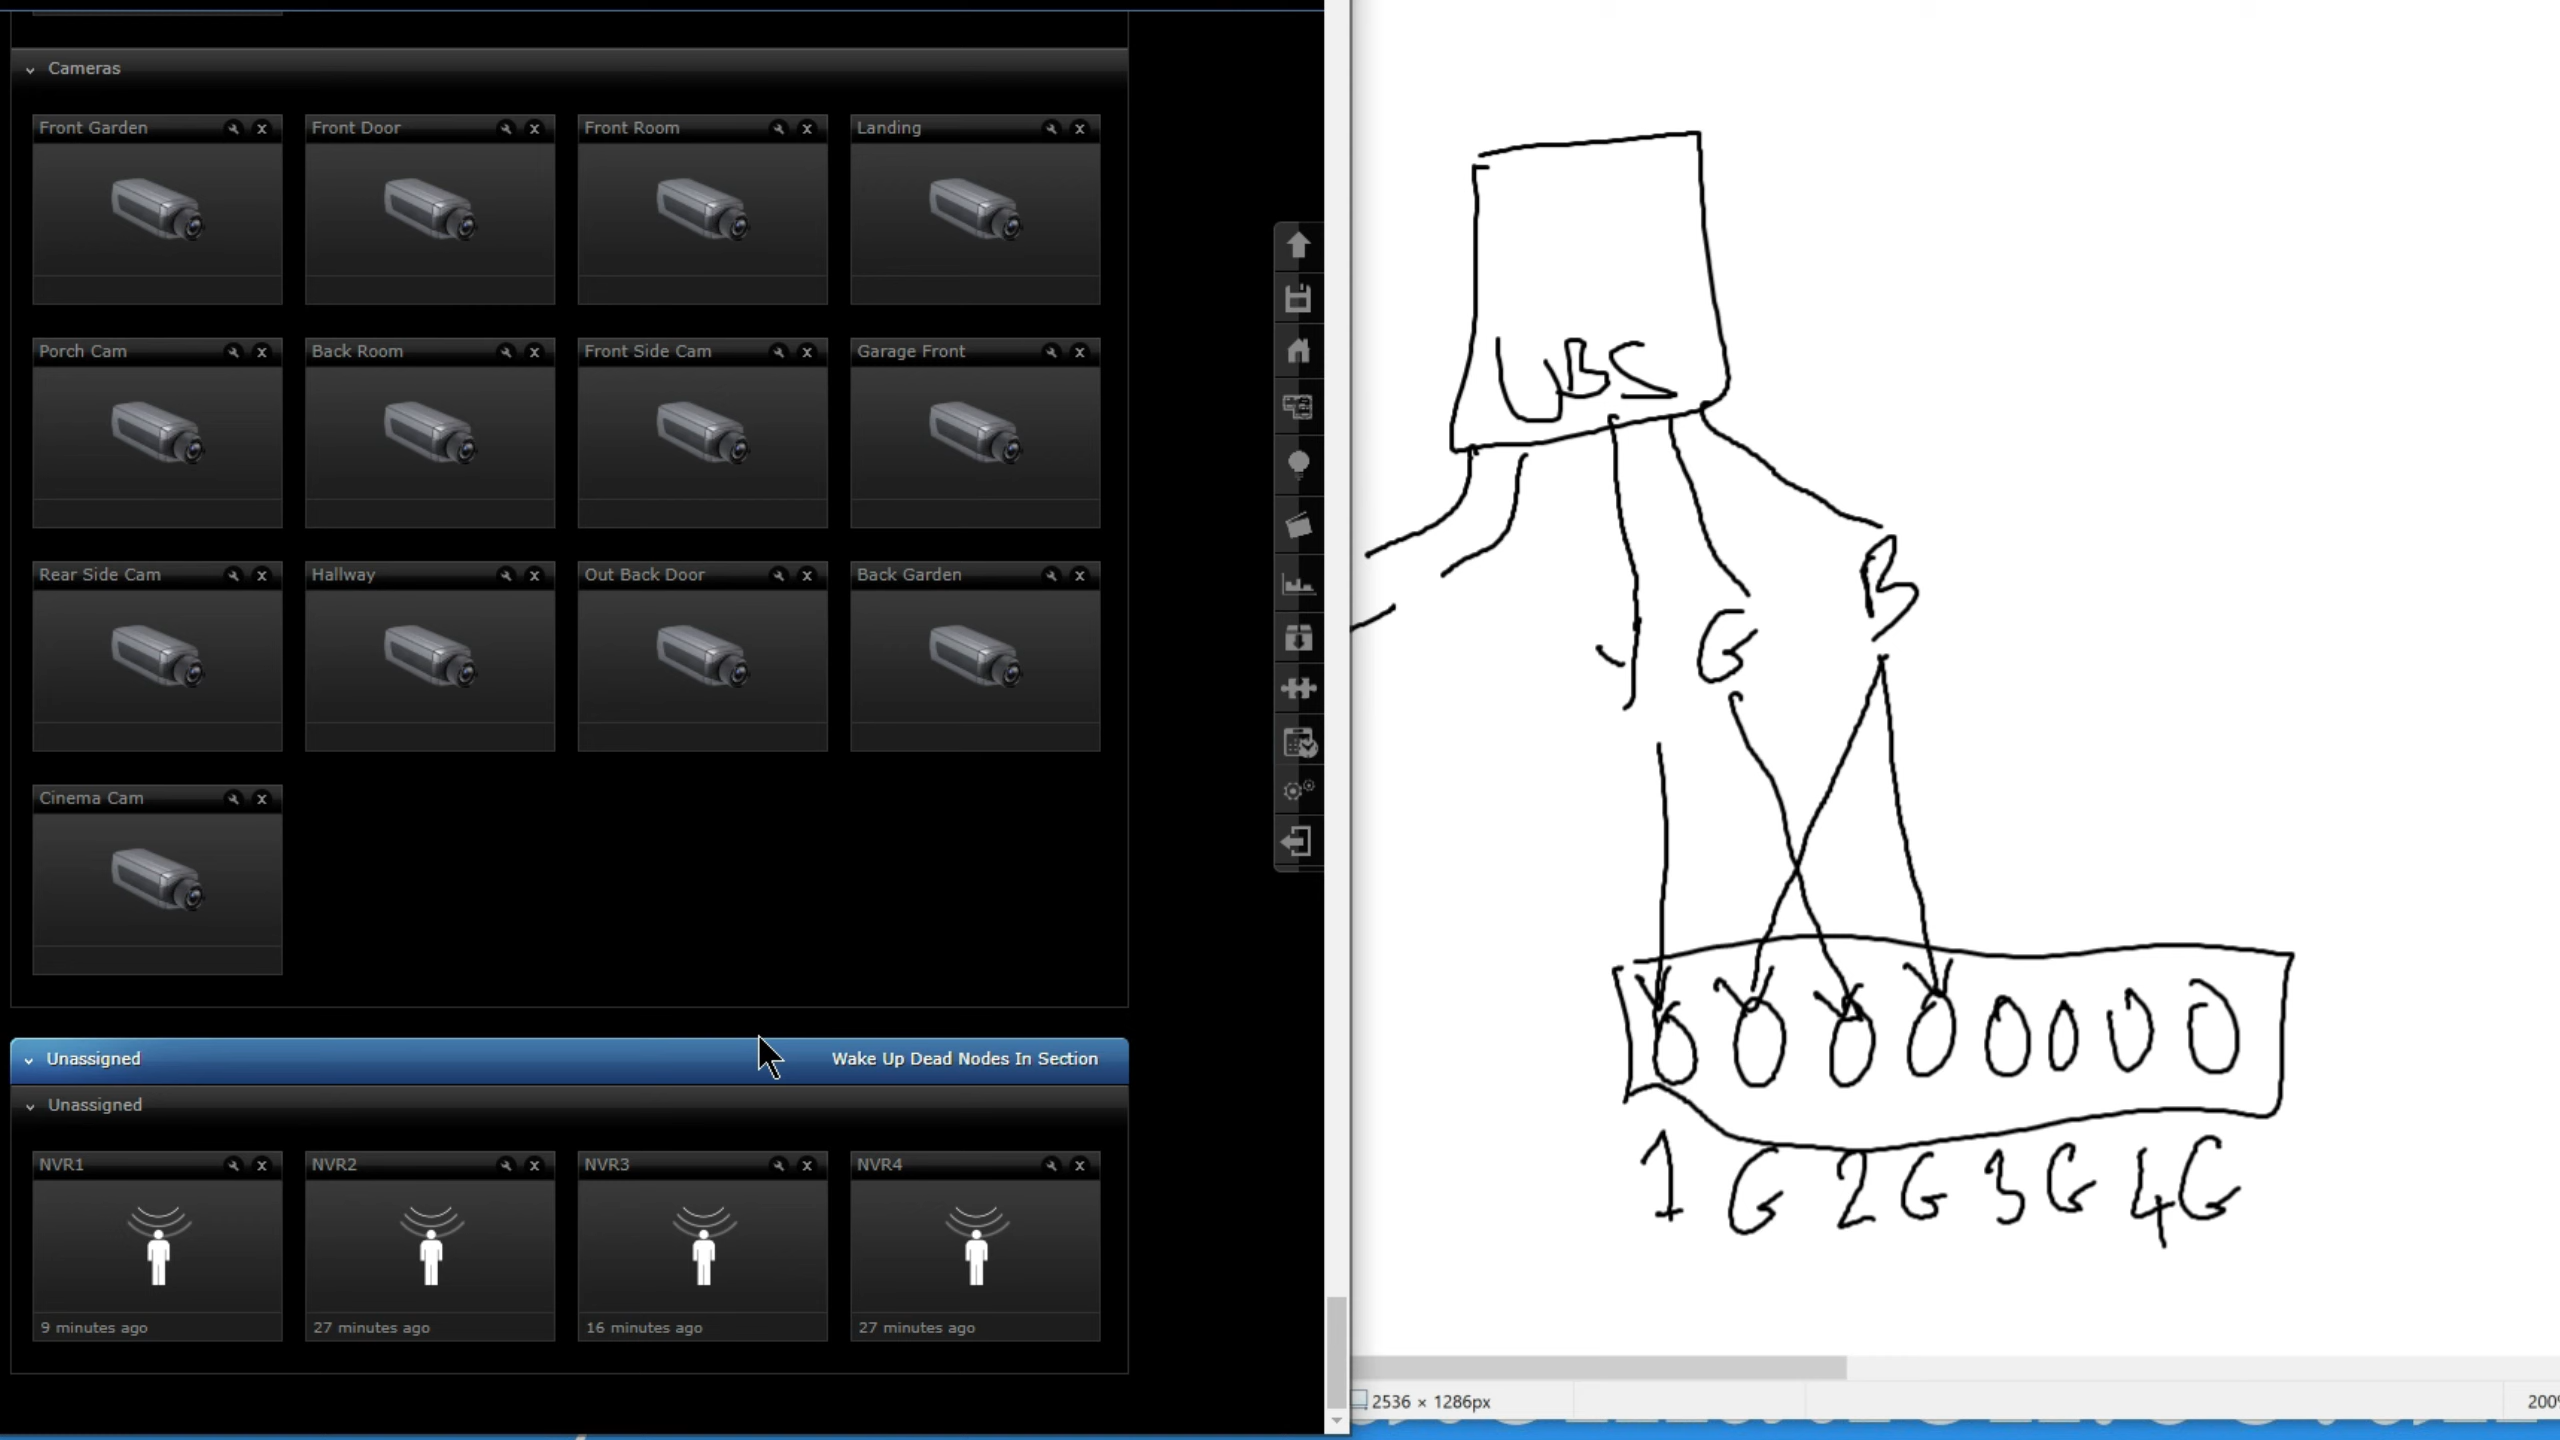 Cameras
Front Garden
Front Door
Front Room
Landing
Porch Cam
Back Room
Front Side Cam
Garage Front
Rear Side Cam
Hallway
Out Back Door
Back Garden
Cinema Cam
Unassigned
Wake Up Dead Nodes In Section
Unassigned
NVR1
NVR2
NVR3
NVR4
9 minutes ago
27 minutes ago
16 minutes ago
27 minutes ago
UBS
Y G B
1 G 2 G 3 G 4 G
2536 × 1286px